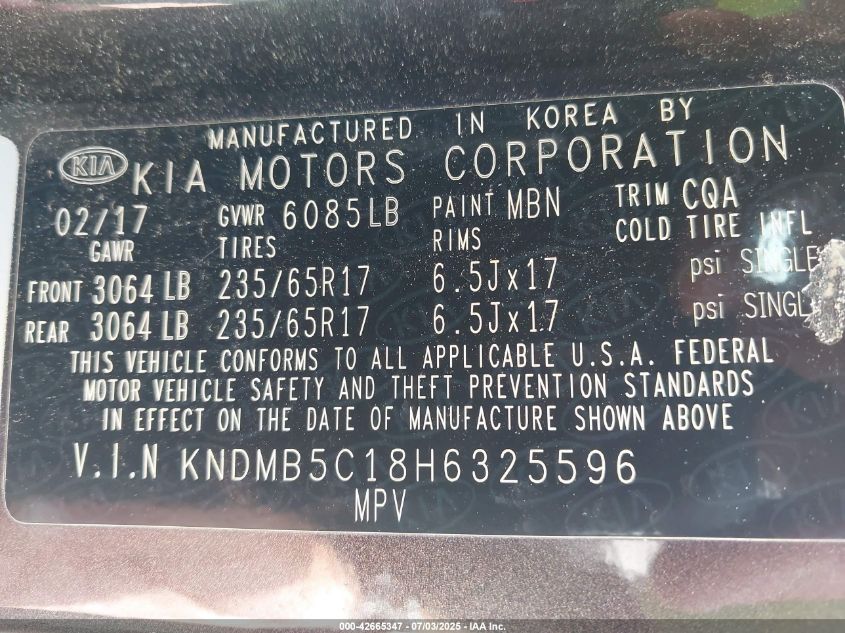 MANUFACTURED IN KOREA BY
KIA KIA MOTORS CORPORATION
02/17 GVWR 6085LB PAINT MBN TRIM CQA
GAWR TIRES RIMS COLD TIRE INFL
FRONT 3064 LB 235/65R17 6.5Jx17 psi SINGLE
REAR 3064 LB 235/65R17 6.5Jx17 psi SINGLE
THIS VEHICLE CONFORMS TO ALL APPLICABLE U.S.A. FEDERAL
MOTOR VEHICLE SAFETY AND THEFT PREVENTION STANDARDS
IN EFFECT ON THE DATE OF MANUFACTURE SHOWN ABOVE
V.I.N KNDMB5C18H6325596
MPV
000-42665347 - 07/03/2025 - IAA Inc.